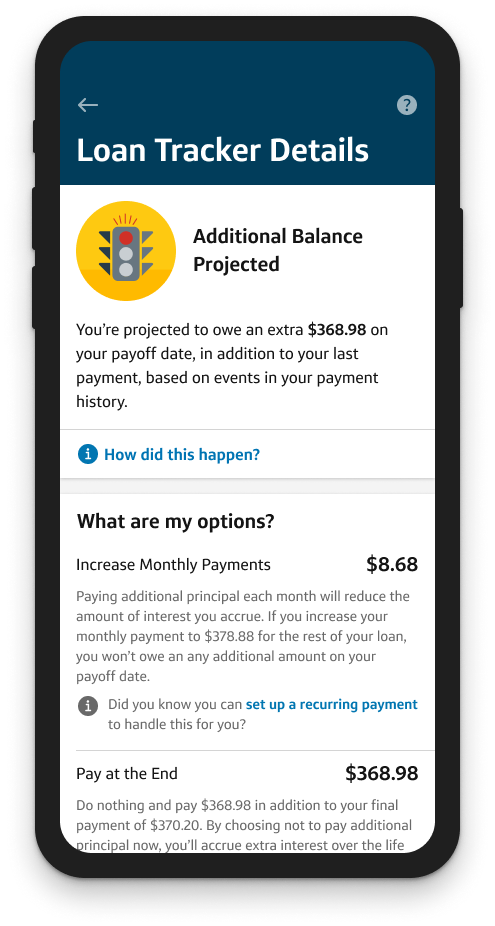 Loan Tracker Details
Additional Balance
Projected
You’re projected to owe an extra $368.98 on
your payoff date, in addition to your last
payment, based on events in your payment
history.
How did this happen?
What are my options?
Increase Monthly Payments $8.68
Paying additional principal each month will reduce the
amount of interest you accrue. If you increase your
monthly payment to $378.88 for the rest of your loan,
you won’t owe an any additional amount on your
payoff date.
Did you know you can set up a recurring payment
to handle this for you?
Pay at the End $368.98
Do nothing and pay $368.98 in addition to your final
payment of $370.20. By choosing not to pay additional
principal now, you’ll accrue extra interest over the life